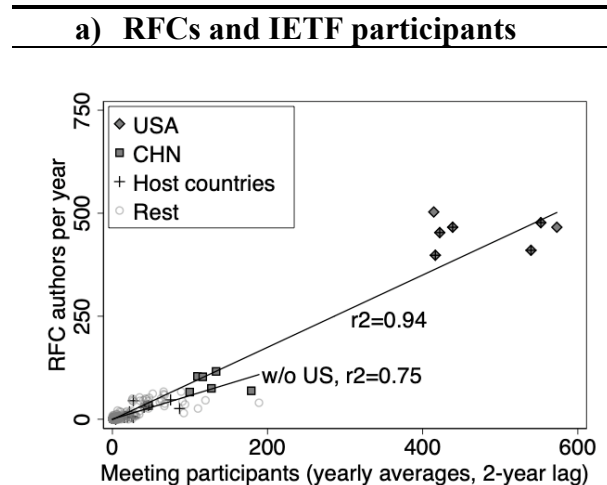 a) RFCs and IETF participants
750
500
250
0
RFC authors per year
USA
CHN
Host countries
Rest
r2=0.94
w/o US, r2=0.75
0 200 400 600
Meeting participants (yearly averages, 2-year lag)